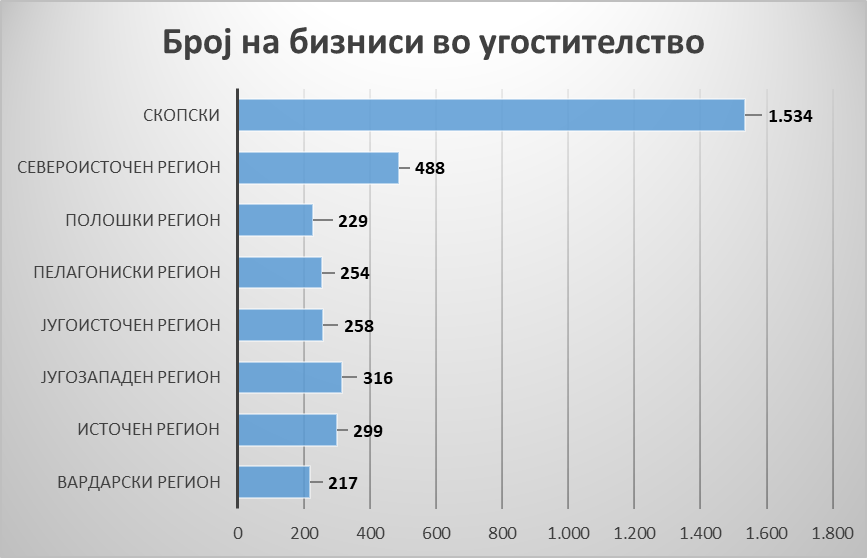 Број на бизниси во угостителство
СКОПСКИ 1.534
СЕВЕРОИСТОЧЕН РЕГИОН 488
ПОЛОШКИ РЕГИОН 229
ПЕЛАГОНИСКИ РЕГИОН 254
ЈУГОИСТОЧЕН РЕГИОН 258
ЈУГОЗАПАДЕН РЕГИОН 316
ИСТОЧЕН РЕГИОН 299
ВАРДАРСКИ РЕГИОН 217
0 200 400 600 800 1.000 1.200 1.400 1.600 1.800